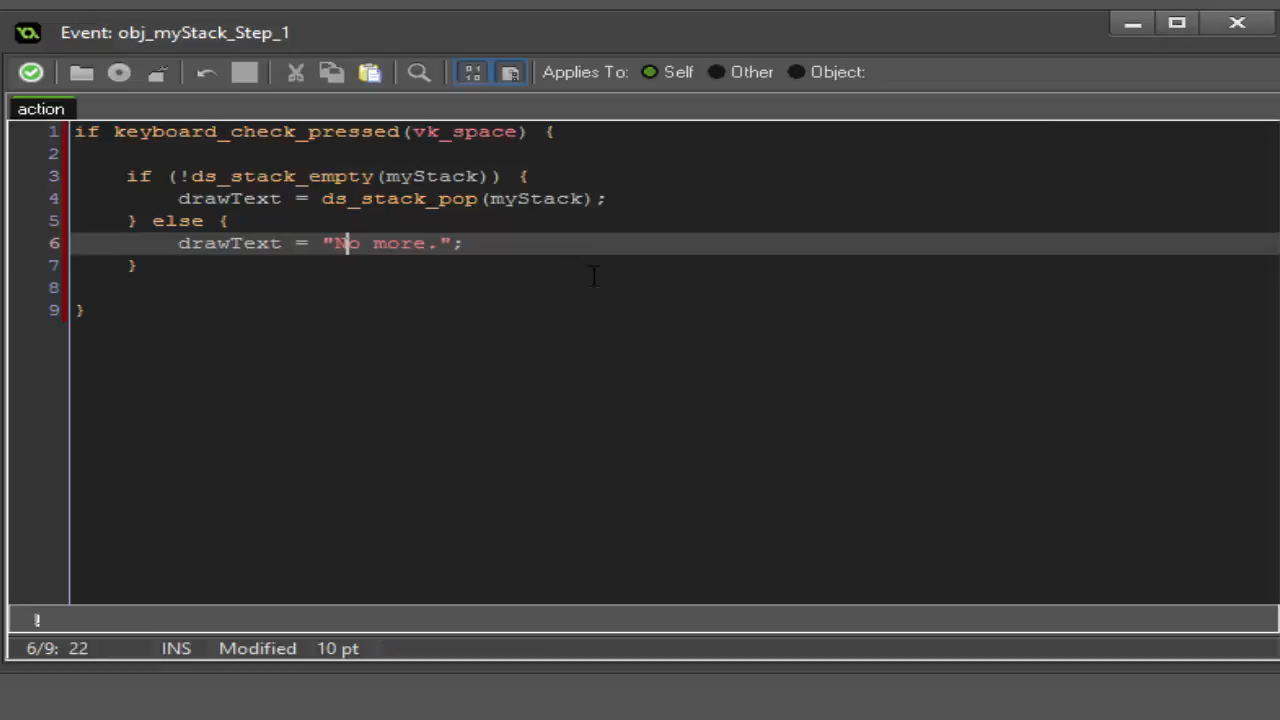 Event: obj_myStack_Step_1
Applies To: Self Other Object:
action
1 if keyboard_check_pressed(vk_space) {
2
3 if (!ds_stack_empty(myStack)) {
4 drawText = ds_stack_pop(myStack);
5 } else {
6 drawText = "No more.";
7 }
8
9 }
6/9: 22 INS Modified 10 pt